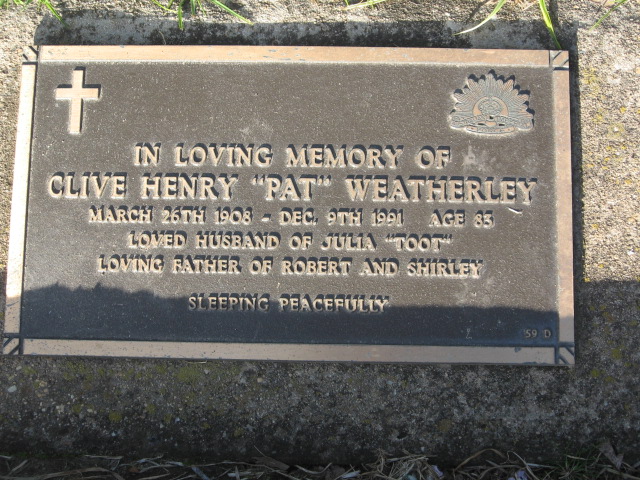 IN LOVING MEMORY OF
CLIVE HENRY "PAT" WEATHERLEY
MARCH 26TH 1908 - DEC. 9TH 1991 AGE 83
LOVED HUSBAND OF JULIA "TOOT"
LOVING FATHER OF ROBERT AND SHIRLEY
SLEEPING PEACEFULLY
59 D